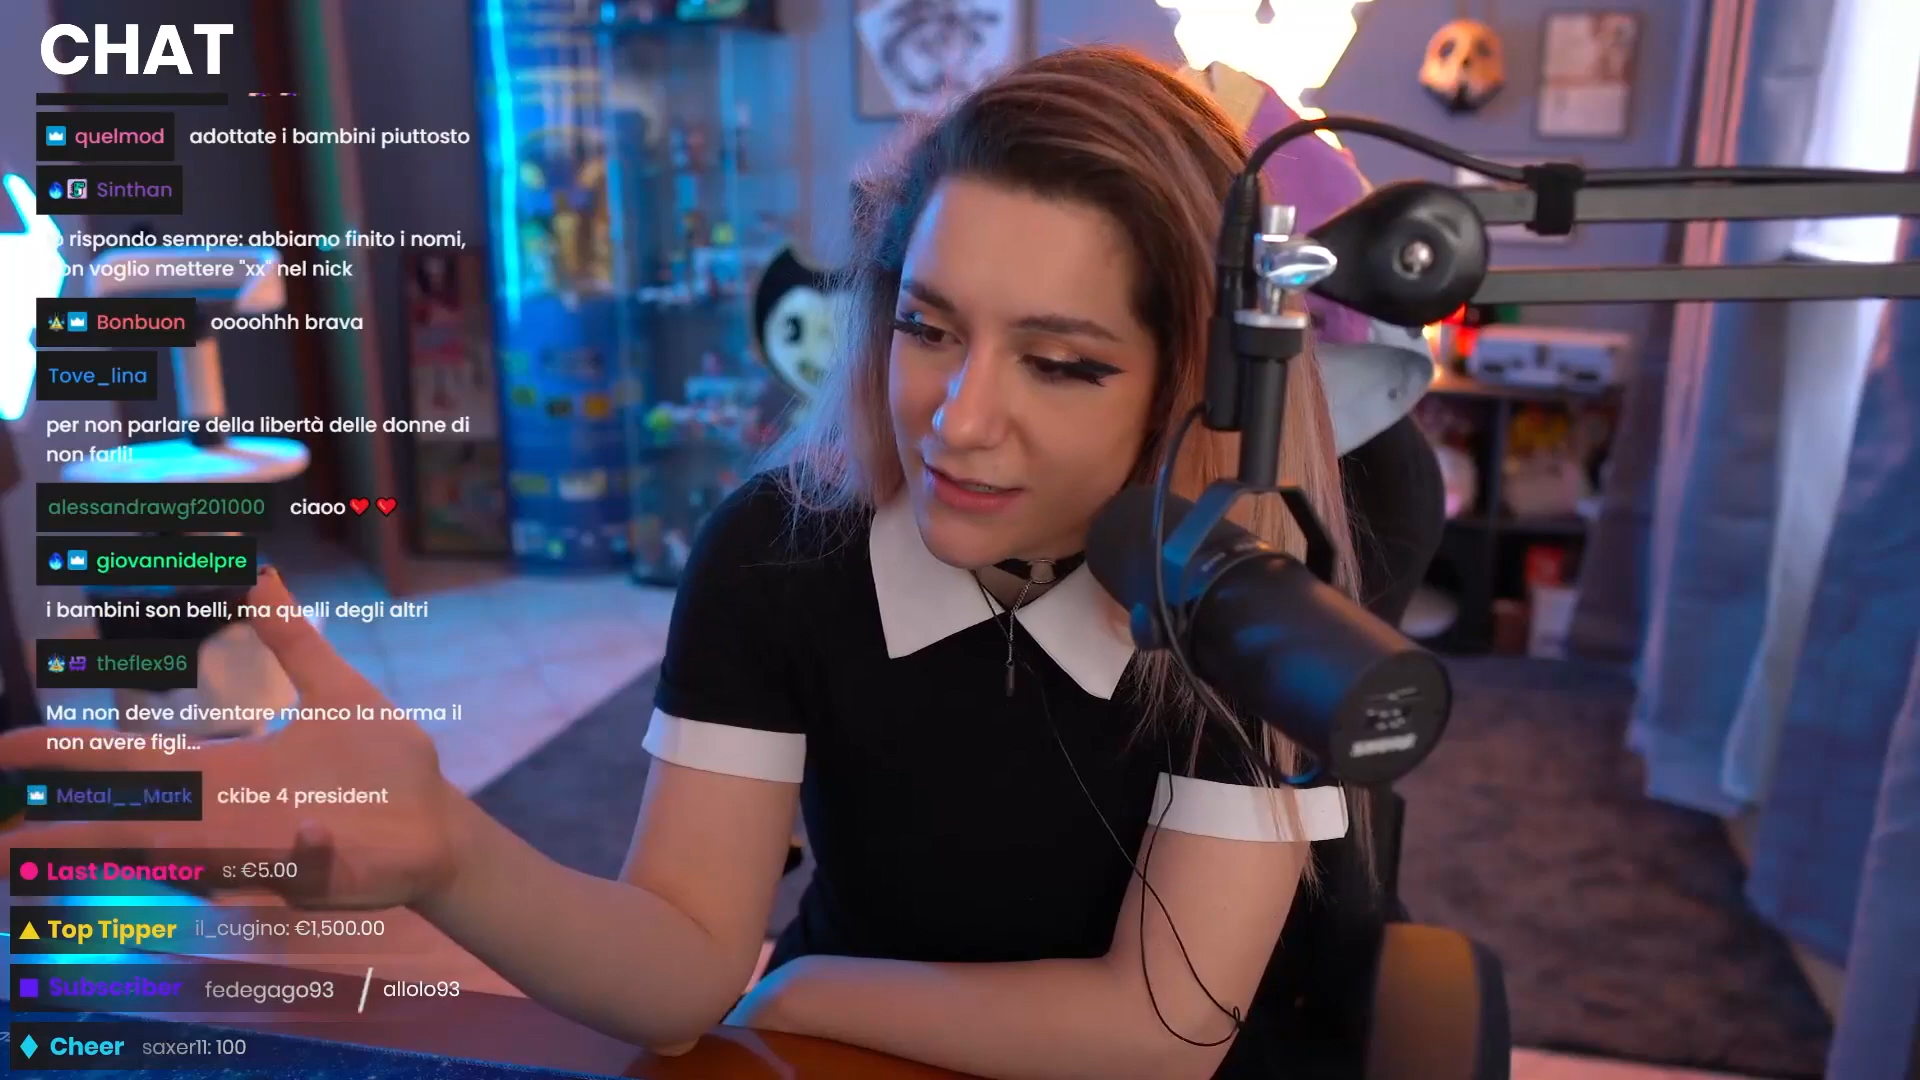 CHAT
quelmod adottate i bambini piuttosto
Sinthan
rispondo sempre: abbiamo finito i nomi,
voglio mettere "xx" nel nick
Bonbuon oooohhh brava
Tove_lina
per non parlare della libertà delle donne di
non farli!
alessandrawgf201000 ciaoo
giovannidelpre
i bambini son belli, ma quelli degli altri
theflex96
Ma non deve diventare manco la norma il
non avere figli...
Metal__Mark ckibe 4 president
Last Donator s: €5.00
Top Tipper il_cugino: €1,500.00
Subscriber fedegago93 / allolo93
Cheer saxer11: 100